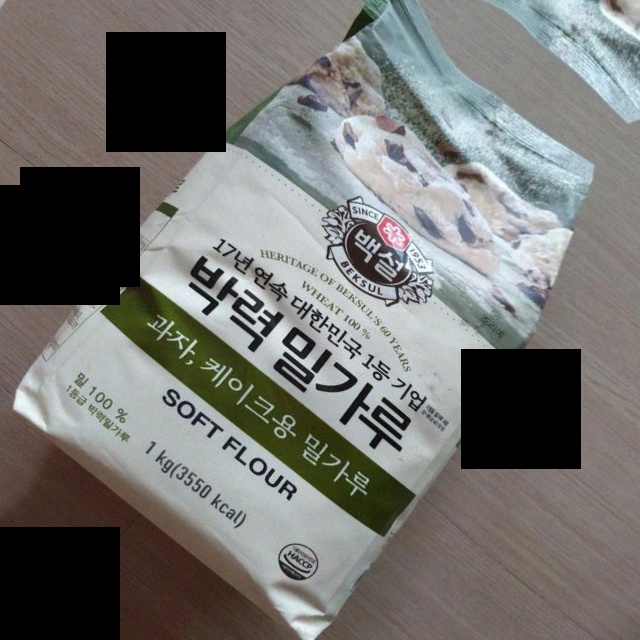 SINCE 1953
백설
BEKSUL
HERITAGE OF BEKSUL'S 60 YEARS
WHEAT 100 %
17년 연속 대한민국 1등 기업
박력밀가루
과자, 케이크용 밀가루
밀 100 %
1등급 박력밀가루
SOFT FLOUR
1 kg(3550 kcal)
HACCP